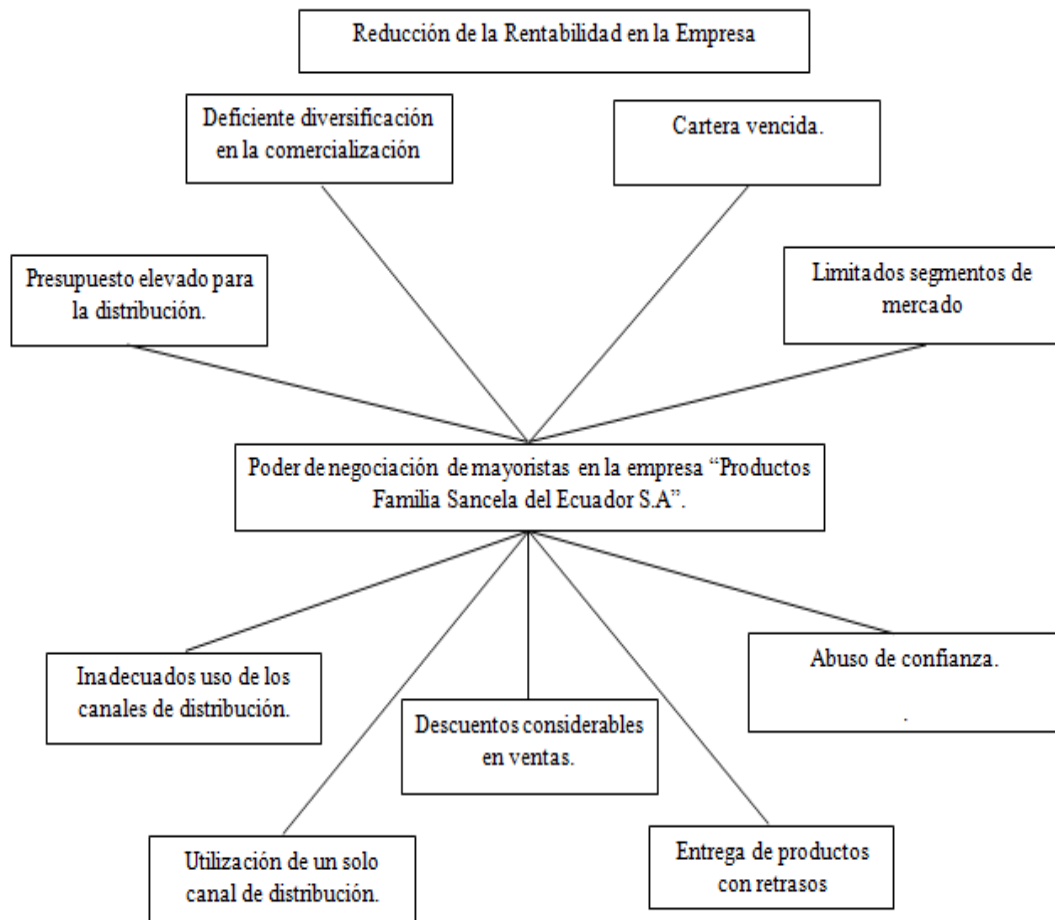 Reducción de la Rentabilidad en la Empresa
Deficiente diversificación
en la comercialización
Cartera vencida.
Presupuesto elevado para
la distribución.
Limitados segmentos de
mercado
Poder de negociación de mayoristas en la empresa “Productos
Familia Sancela del Ecuador S.A”.
Inadecuados uso de los
canales de distribución.
Descuentos considerables
en ventas.
Abuso de confianza.
.
Utilización de un solo
canal de distribución.
Entrega de productos
con retrasos